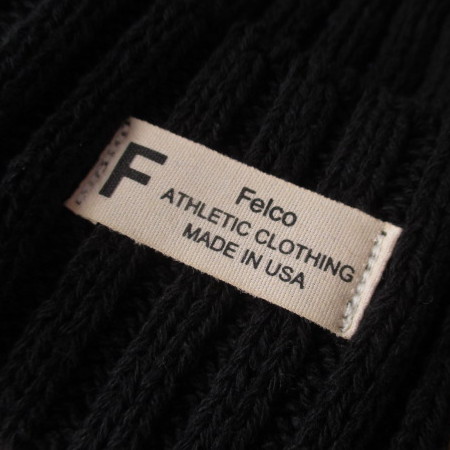 F
Felco
ATHLETIC CLOTHING
MADE IN USA